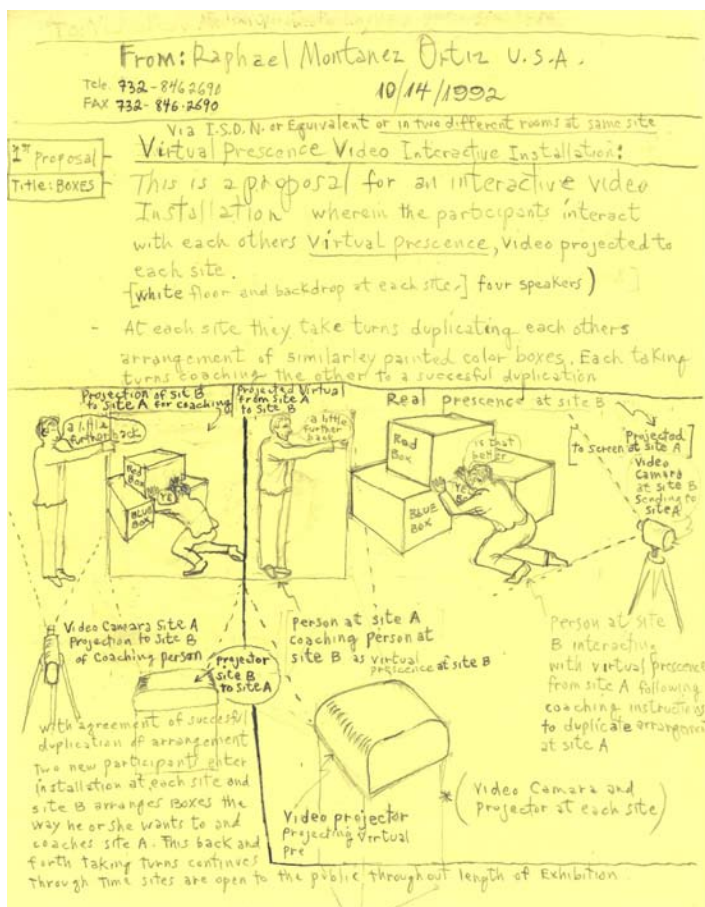 From: Raphael Montanez Ortiz U.S.A.
Tele. 732-846 2690
10/14/1992
FAX 732-846-2690
Via I.S.D.N. or Equivalent or in two different rooms at same site
1st Proposal - Virtual Prescence Video Interactive Installation:
Title: BOXES - This is a proposal for an interactive video
Installation wherein the participants interact
with each others virtual prescence, video projected to
each site.
[white floor and backdrop at each site.] four speakers)
- At each site they take turns duplicating each others
arrangement of similarley painted color boxes. Each taking
turns coaching the other to a succesful duplication
Projection of sit B
to Site A for coaching
Projected Virtual
from Site A
to Site B
Real prescence at site B
a little
further back
Red
Box
BLUE
BOX
a little
further
back
Red
Box
BLUE
BOX
is that
better
[to screen at site A]
Projected
Video
Camara
at site B
Sending to
site A
Video Camara Site A
Projection to Site B
of Coaching person
projector
site B
to site A
person at site A
coaching Person at
site B as virtual
prescence at site B
person at site
B interacting
with virtual prescence
from site A following
coaching instructions
to duplicate arrangement
at site A
with agreement of succesful
duplication of arrangement
Two new participants enter
installation at each site and
site B arranges Boxes the
way he or she wants to and
coaches site A. This back and
forth taking turns continues
Through Time sites are open to the public throughout length of Exhibition.
Video projector
projecting virtual
pre
*(Video Camara and
Projector at each site)